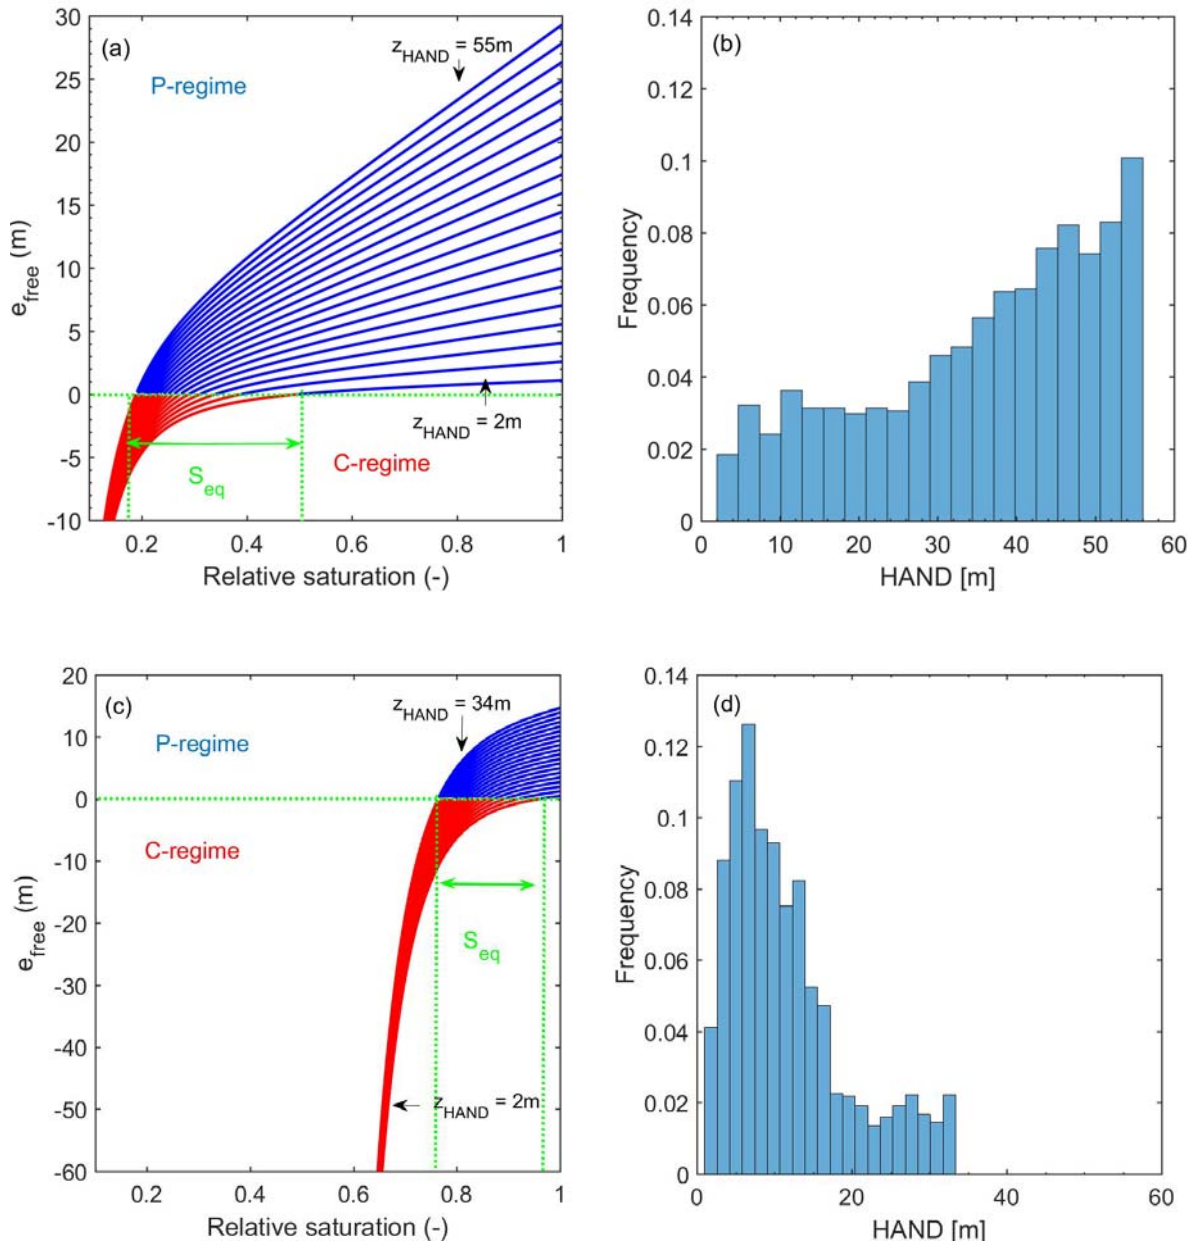 (a)
z_HAND = 55m
P-regime
e_free (m)
30
25
20
15
10
5
0
-5
-10
z_HAND = 2m
C-regime
S_eq
0.2
0.4
0.6
0.8
1
Relative saturation (-)
(b)
Frequency
0.14
0.12
0.1
0.08
0.06
0.04
0.02
0
0
10
20
30
40
50
60
HAND [m]
(c)
z_HAND = 34m
P-regime
C-regime
e_free (m)
20
10
0
-10
-20
-30
-40
-50
-60
S_eq
z_HAND = 2m
0.2
0.4
0.6
0.8
1
Relative saturation (-)
(d)
Frequency
0.14
0.12
0.1
0.08
0.06
0.04
0.02
0
0
20
40
60
HAND [m]